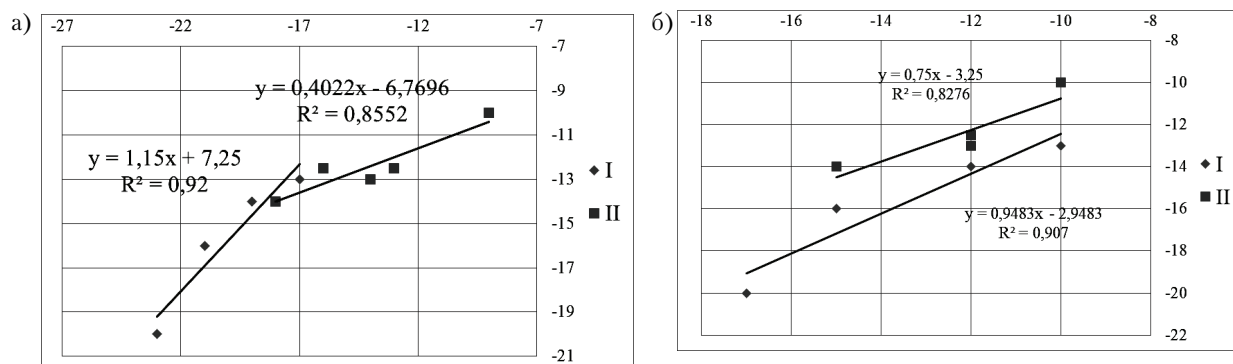 а)
-27 -22 -17 -12 -7
-7
-9
y = 0,4022x - 6,7696
R² = 0,8552
-11
y = 1,15x + 7,25
R² = 0,92
-13
I
II
-15
-17
-19
-21
б)
-18 -16 -14 -12 -10 -8
-8
y = 0,75x - 3,25
R² = 0,8276
-10
-12
-14
I
II
-16
y = 0,9483x - 2,9483
R² = 0,907
-18
-20
-22